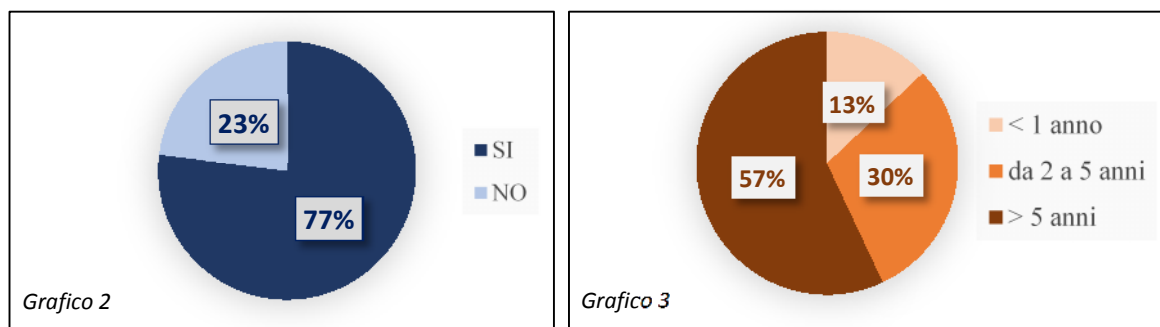 23%
77%
SI
NO
Grafico 2
13%
30%
57%
< 1 anno
da 2 a 5 anni
> 5 anni
Grafico 3